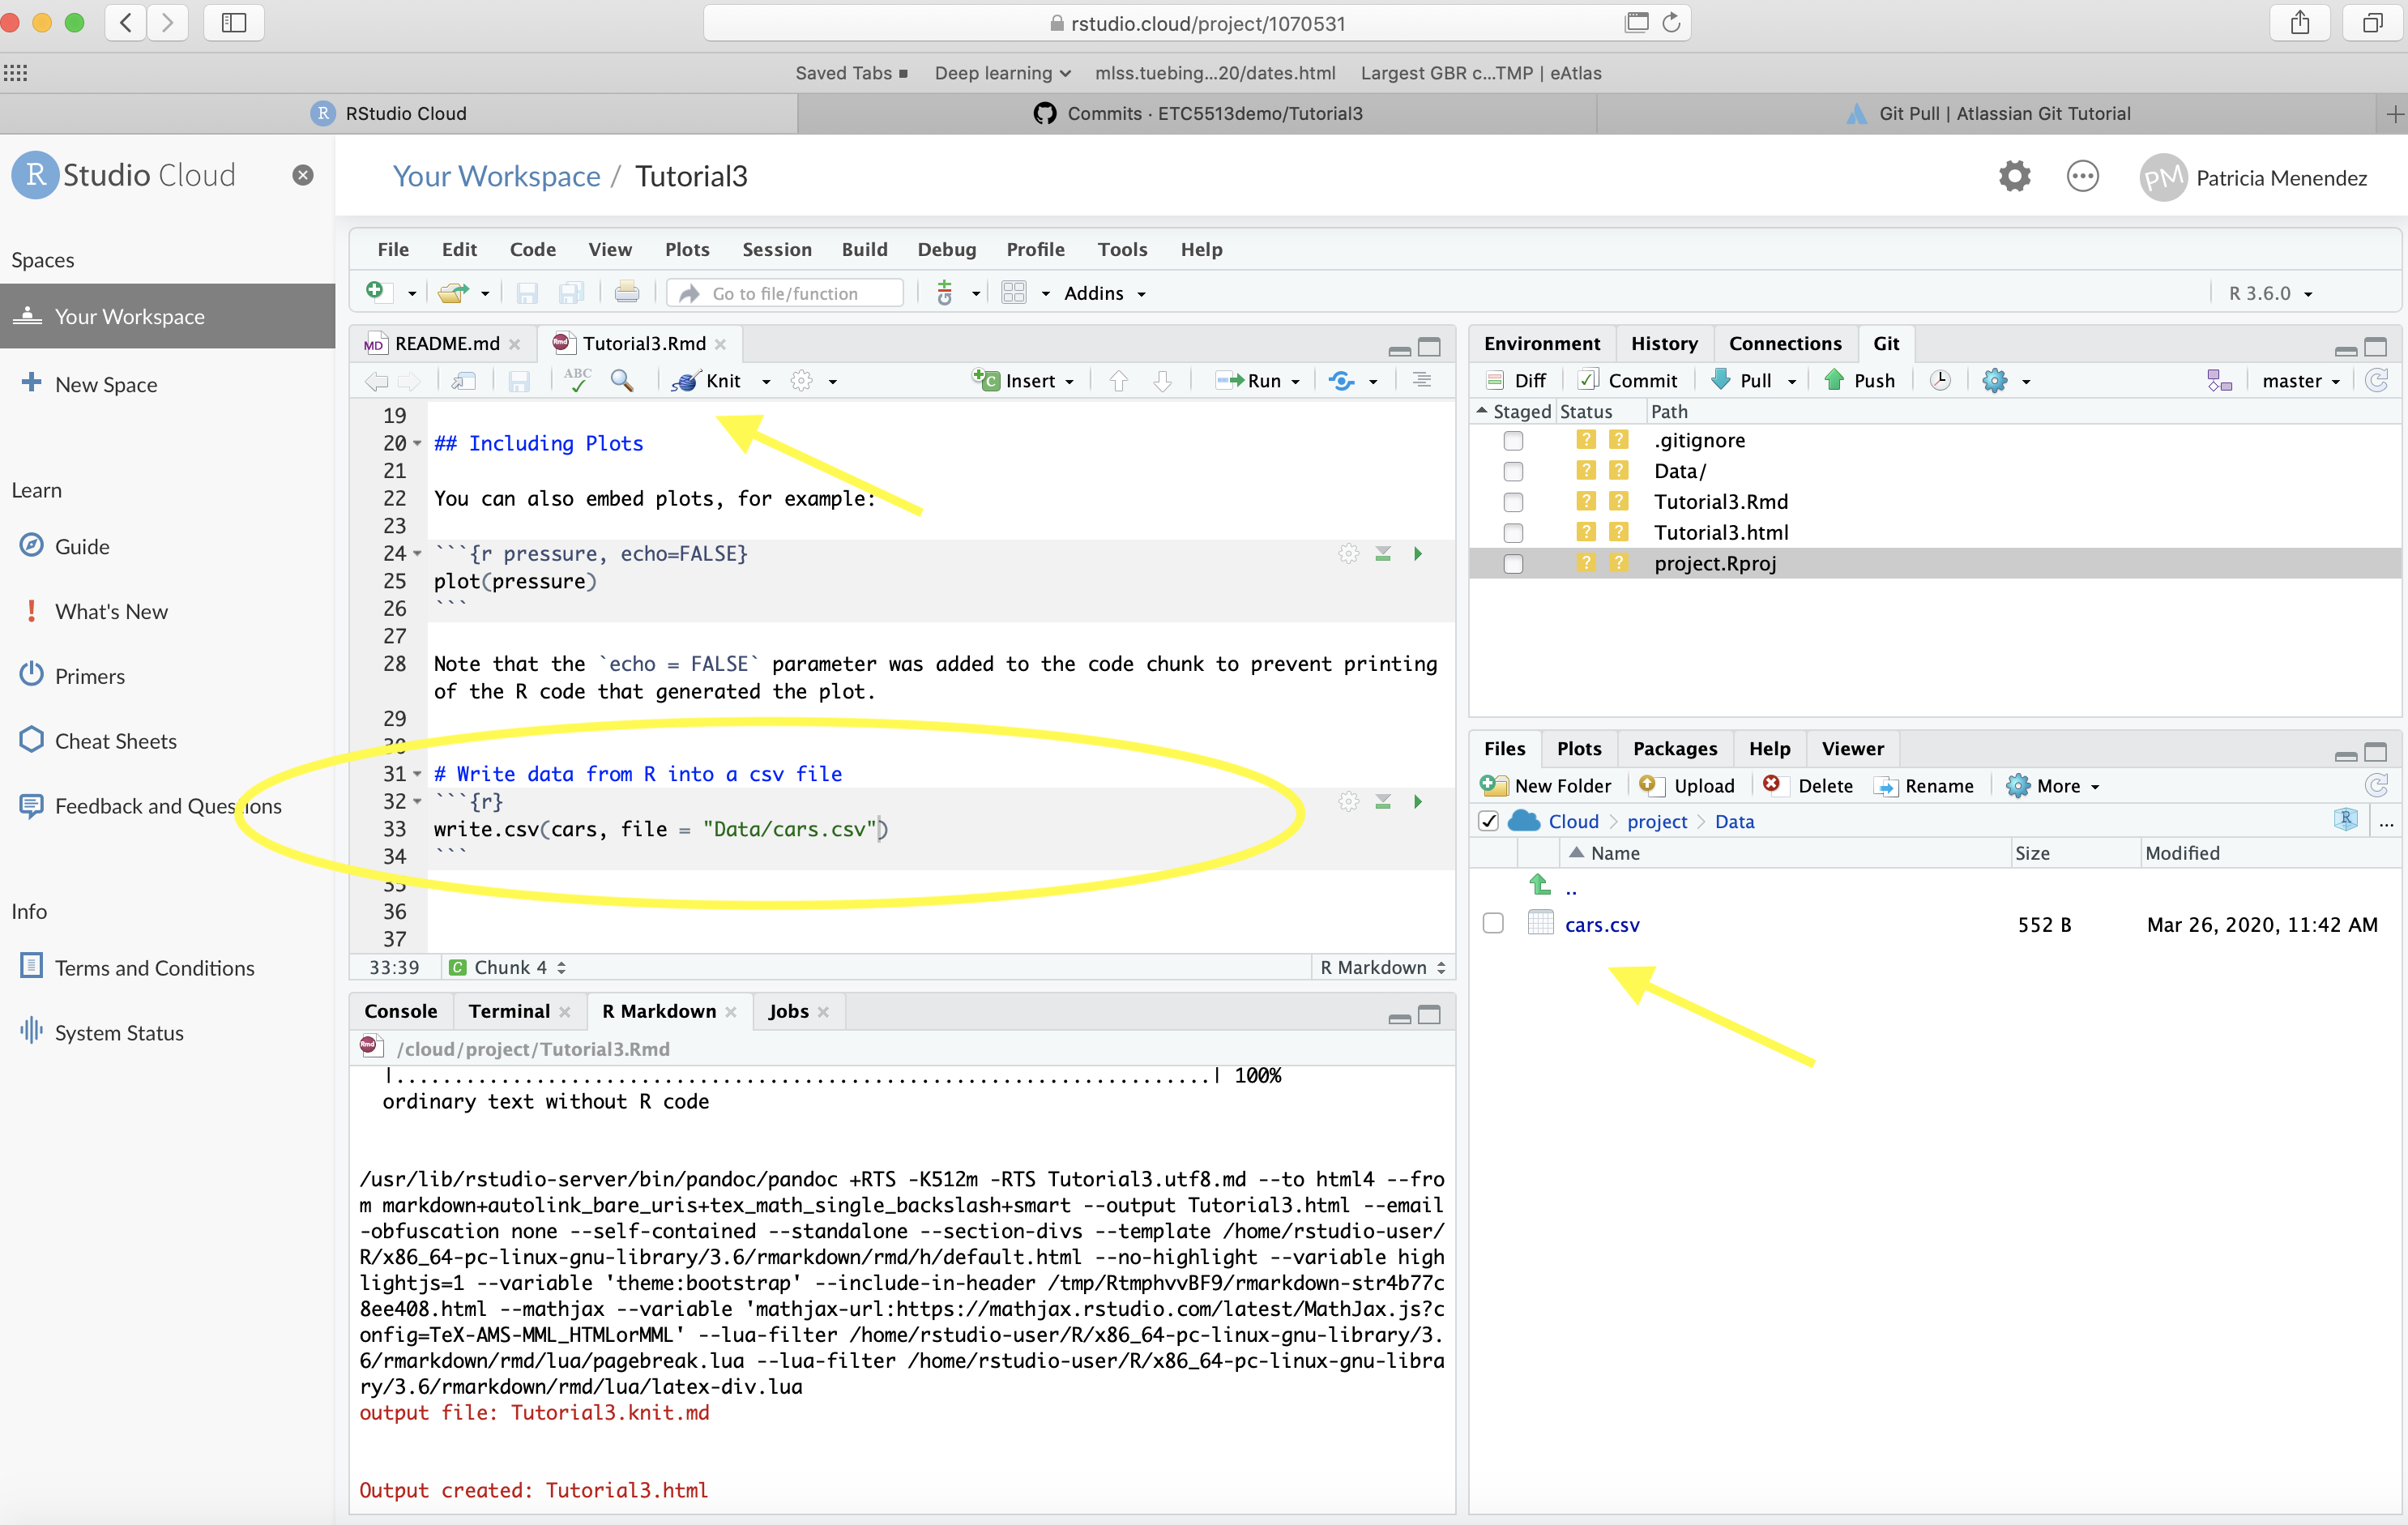 rstudio.cloud/project/1070531
Saved Tabs Deep learning mlss.tuebing...20/dates.html Largest GBR c...TMP | eAtlas
R RStudio Cloud Commits · ETC5513demo/Tutorial3 Git Pull | Atlassian Git Tutorial
R Studio Cloud
Your Workspace / Tutorial3
PM Patricia Menendez
Spaces
Your Workspace
New Space
Learn
Guide
What's New
Primers
Cheat Sheets
Feedback and Questions
Info
Terms and Conditions
System Status
File Edit Code View Plots Session Build Debug Profile Tools Help
Go to file/function Addins R 3.6.0
MD README.md Rmd Tutorial3.Rmd
ABC Knit Insert Run
19
20 ## Including Plots
21
22 You can also embed plots, for example:
23
24 ```{r pressure, echo=FALSE}
25 plot(pressure)
26 ```
27
28 Note that the `echo = FALSE` parameter was added to the code chunk to prevent printing
of the R code that generated the plot.
29
30
31 # Write data from R into a csv file
32 ```{r}
33 write.csv(cars, file = "Data/cars.csv")
34 ```
35
36
37
33:39 C Chunk 4 R Markdown
Console Terminal R Markdown Jobs
Rmd /cloud/project/Tutorial3.Rmd
|......................................................................| 100%
ordinary text without R code
/usr/lib/rstudio-server/bin/pandoc/pandoc +RTS -K512m -RTS Tutorial3.utf8.md --to html4 --fro
m markdown+autolink_bare_uris+tex_math_single_backslash+smart --output Tutorial3.html --email
-obfuscation none --self-contained --standalone --section-divs --template /home/rstudio-user/
R/x86_64-pc-linux-gnu-library/3.6/rmarkdown/rmd/h/default.html --no-highlight --variable high
lightjs=1 --variable 'theme:bootstrap' --include-in-header /tmp/RtmphvvBF9/rmarkdown-str4b77c
8ee408.html --mathjax --variable 'mathjax-url:https://mathjax.rstudio.com/latest/MathJax.js?c
onfig=TeX-AMS-MML_HTMLorMML' --lua-filter /home/rstudio-user/R/x86_64-pc-linux-gnu-library/3.
6/rmarkdown/rmd/lua/pagebreak.lua --lua-filter /home/rstudio-user/R/x86_64-pc-linux-gnu-libra
ry/3.6/rmarkdown/rmd/lua/latex-div.lua
output file: Tutorial3.knit.md
Output created: Tutorial3.html
Environment History Connections Git
Diff Commit Pull Push master
Staged Status Path
? ? .gitignore
? ? Data/
? ? Tutorial3.Rmd
? ? Tutorial3.html
? ? project.Rproj
Files Plots Packages Help Viewer
New Folder Upload Delete Rename More
Cloud > project > Data R ...
Name Size Modified
..
cars.csv 552 B Mar 26, 2020, 11:42 AM